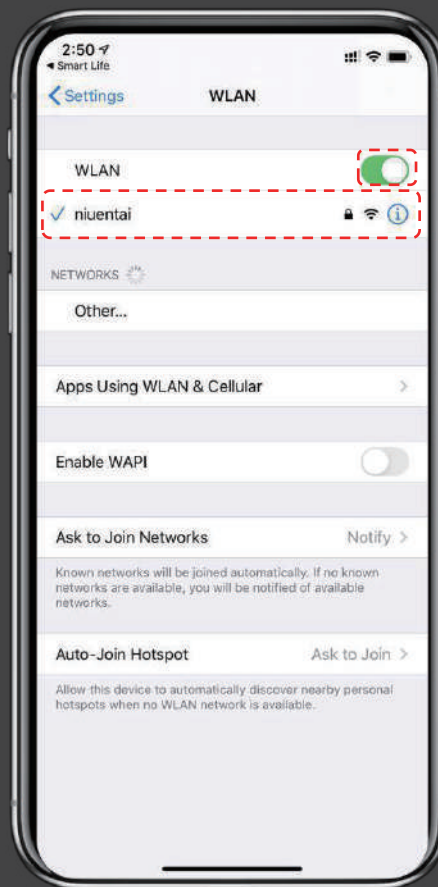 2:50
Smart Life
Settings
WLAN
WLAN
niuentai
NETWORKS
Other...
Apps Using WLAN & Cellular
Enable WAPI
Ask to Join Networks
Notify
Known networks will be joined automatically. If no known
networks are available, you will be notified of available
networks.
Auto-Join Hotspot
Ask to Join
Allow this device to automatically discover nearby personal
hotspots when no WLAN network is available.